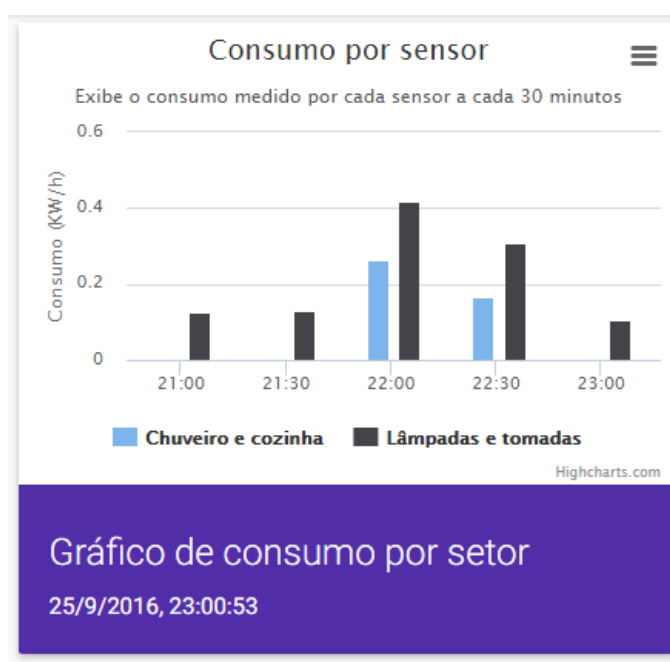 Consumo por sensor
Exibe o consumo medido por cada sensor a cada 30 minutos
Consumo (KW/h)
0.6
0.4
0.2
0
21:00 21:30 22:00 22:30 23:00
Chuveiro e cozinha Lâmpadas e tomadas
Highcharts.com
Gráfico de consumo por setor
25/9/2016, 23:00:53